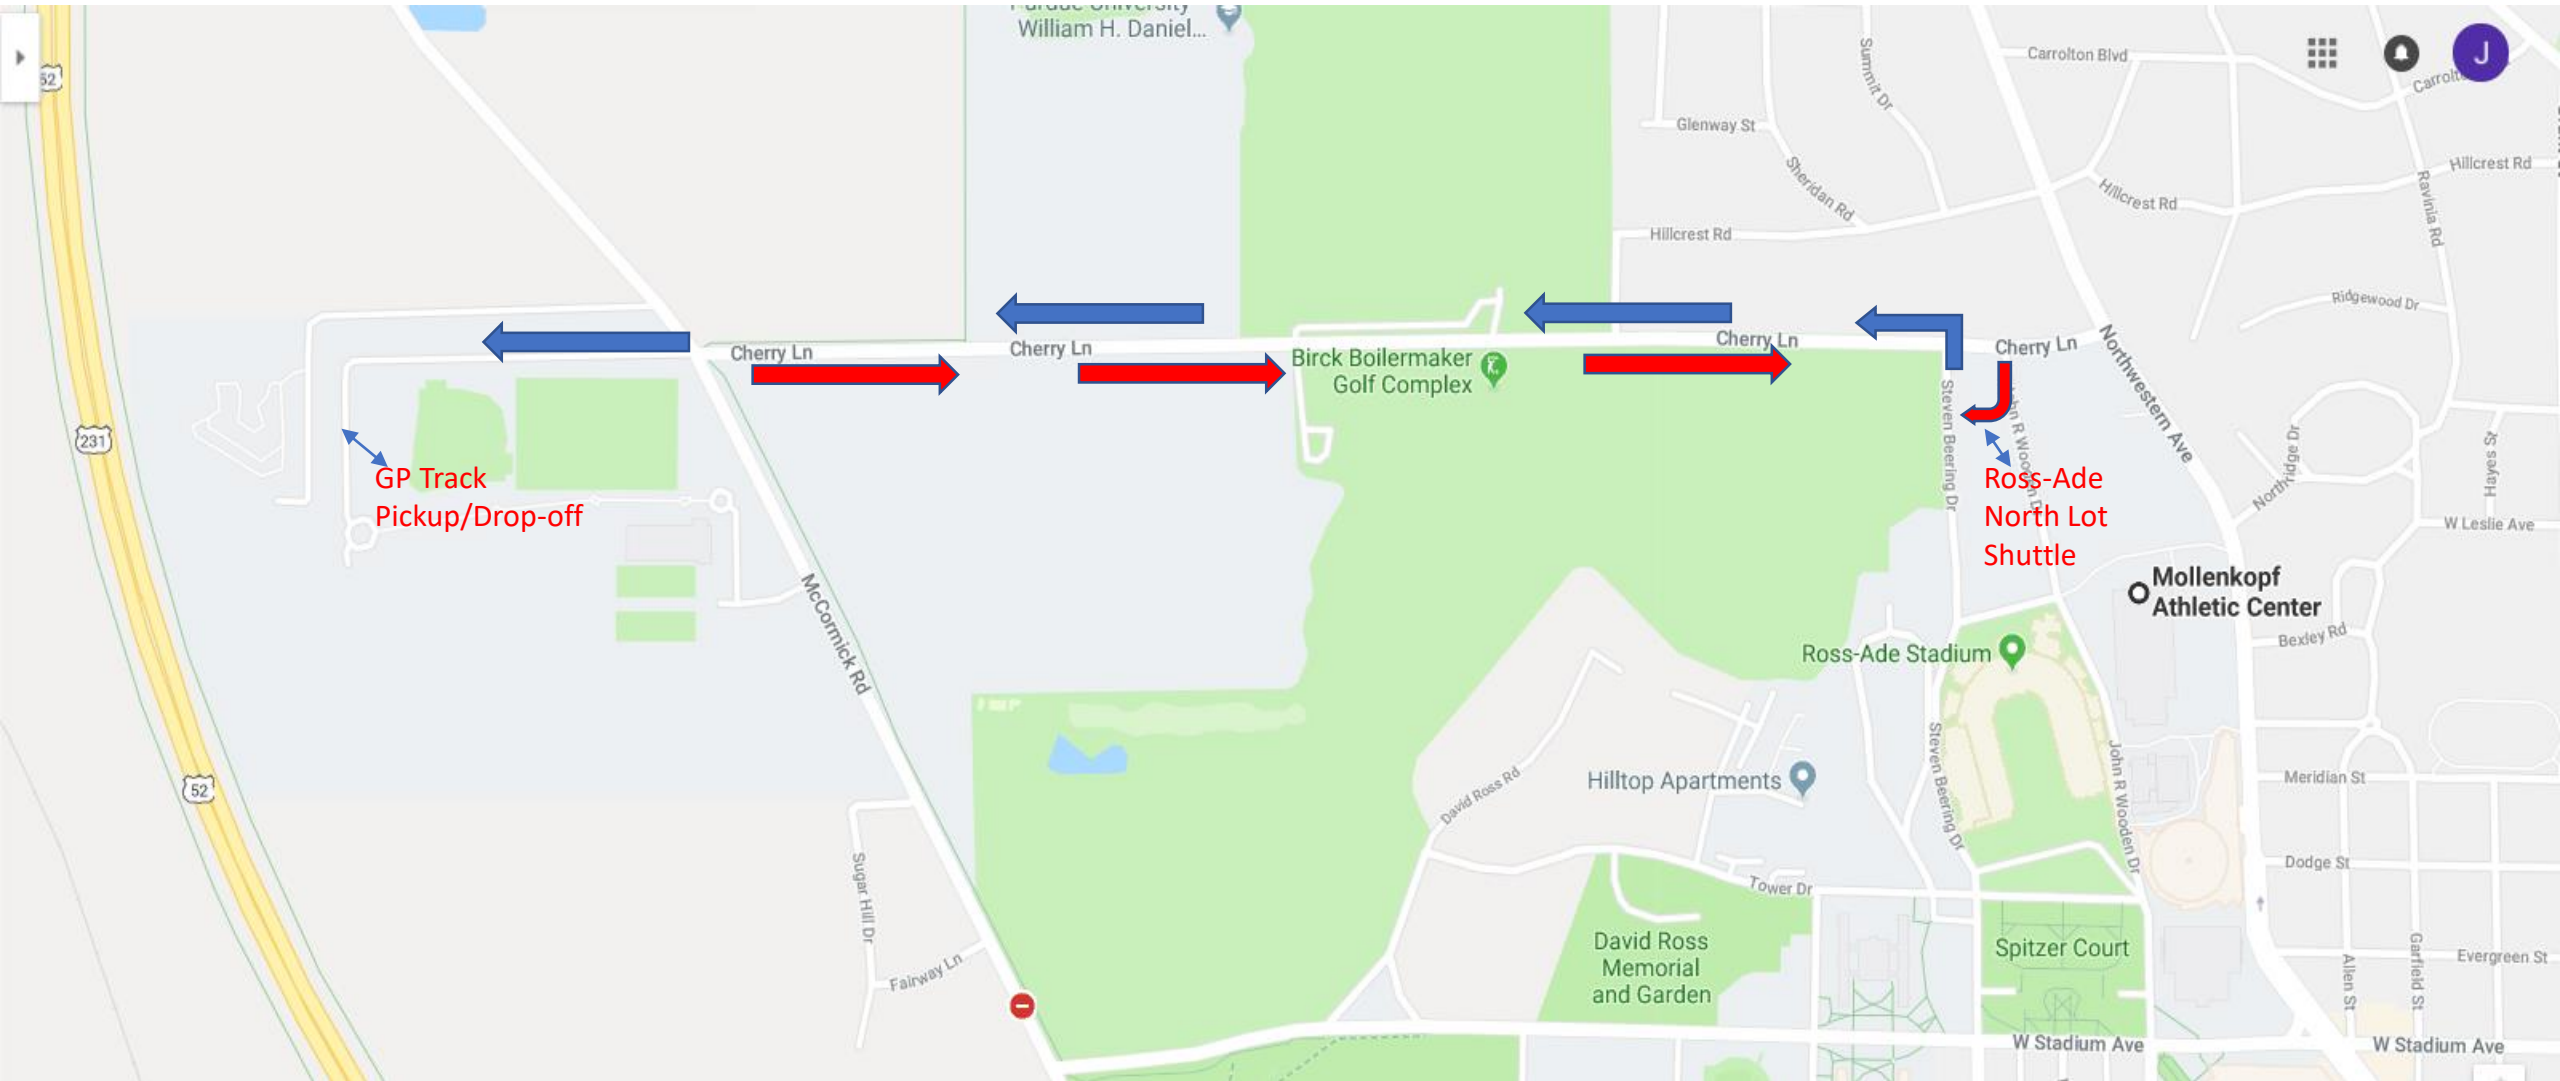 William H. Daniel...
52
Carrolton Blvd
J
Summit Dr
Glenway St
Sheridan Rd
Hillcrest Rd
Hillcrest Rd
Hillcrest Rd
Ravinia Rd
Ridgewood Dr
Cherry Ln
Cherry Ln
Cherry Ln
Cherry Ln
Northwestern Ave
Birck Boilermaker
Golf Complex
Steven Beering Dr
231
GP Track
Pickup/Drop-off
Ross-Ade
North Lot
Shuttle
Northridge Dr
Hayes St
W Leslie Ave
Mollenkopf
Athletic Center
McCormick Rd
Bexley Rd
Ross-Ade Stadium
52
David Ross Rd
Hilltop Apartments
Steven Beering Dr
John R Wooden Dr
Meridian St
Dodge St
Sugar Hill Dr
Tower Dr
David Ross
Memorial
and Garden
Spitzer Court
Fairway Ln
Allen St
Garfield St
Evergreen St
W Stadium Ave
W Stadium Ave